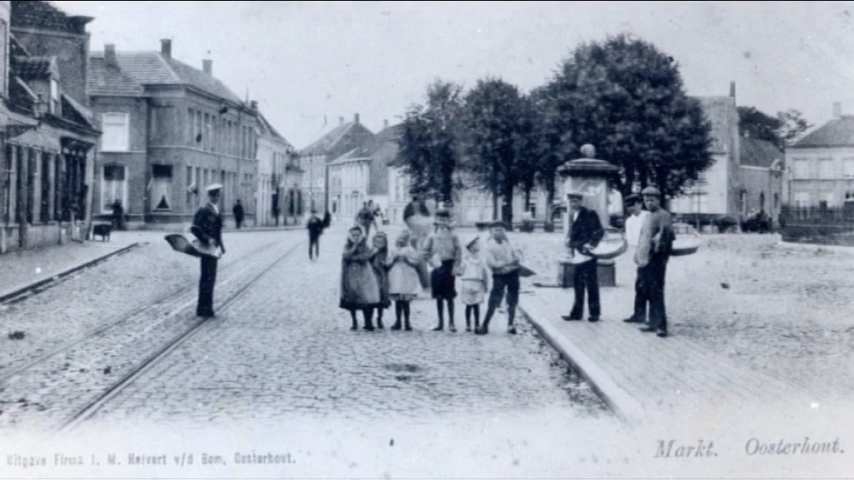 Uitgave Firma I. M. Heivert v/d Bom, Oosterhout.
Markt. Oosterhout.